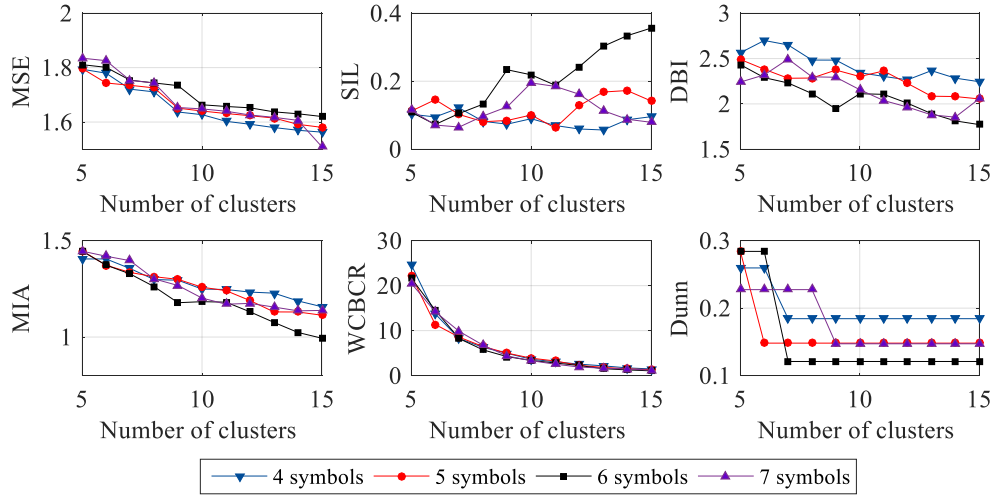 MSE
2
1.8
1.6
5
10
15
Number of clusters
SIL
0.4
0.2
0
5
10
15
Number of clusters
DBI
3
2.5
2
1.5
5
10
15
Number of clusters
MIA
1.5
1
5
10
15
Number of clusters
WCBCR
30
20
10
0
5
10
15
Number of clusters
Dunn
0.3
0.2
0.1
5
10
15
Number of clusters
4 symbols 5 symbols 6 symbols 7 symbols